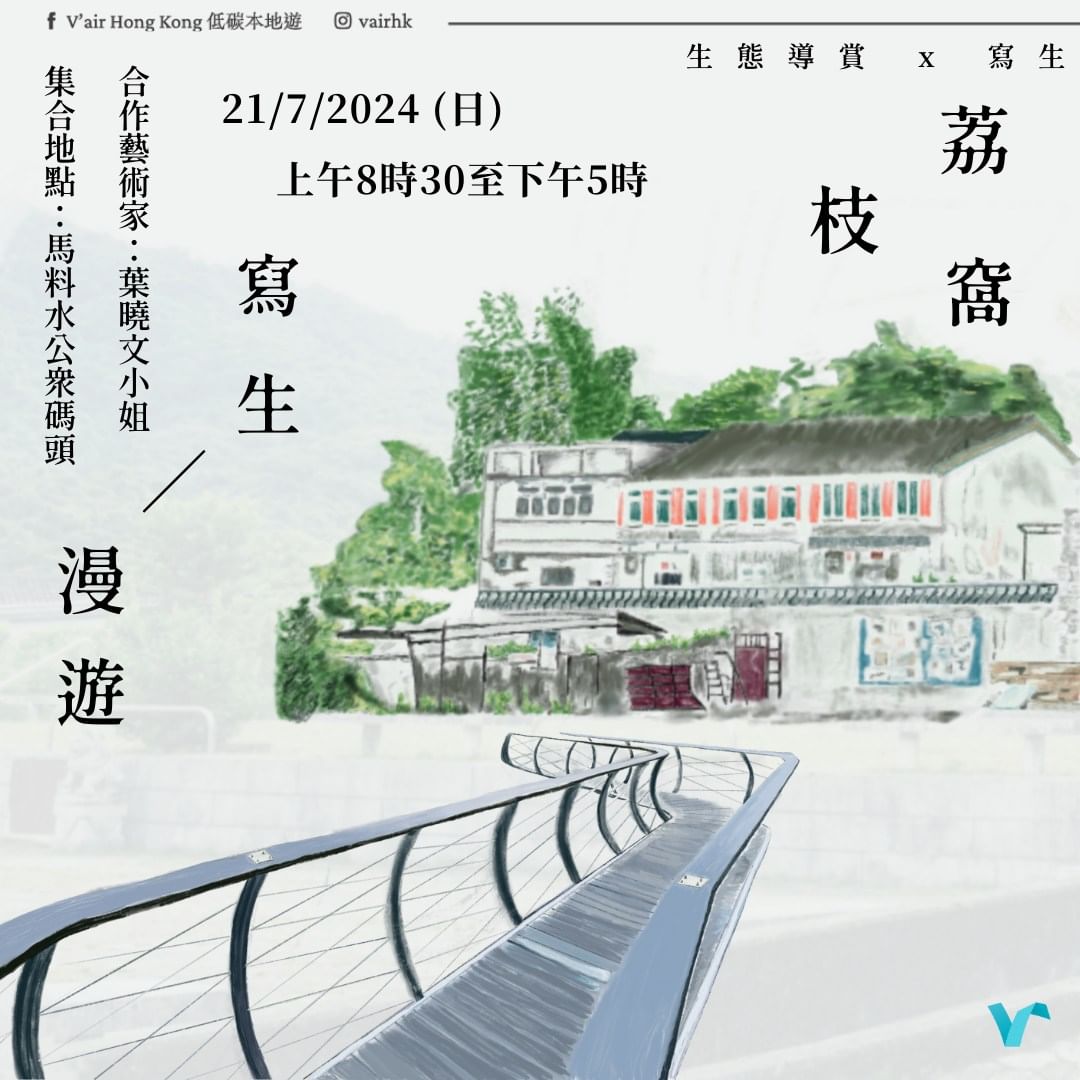 V'air Hong Kong 低碳本地遊 vairhk
生態導賞 x 寫生
荔枝窩
21/7/2024 (日)
上午8時30至下午5時
寫生／漫遊
合作藝術家：葉曉文小姐
集合地點：馬料水公衆碼頭